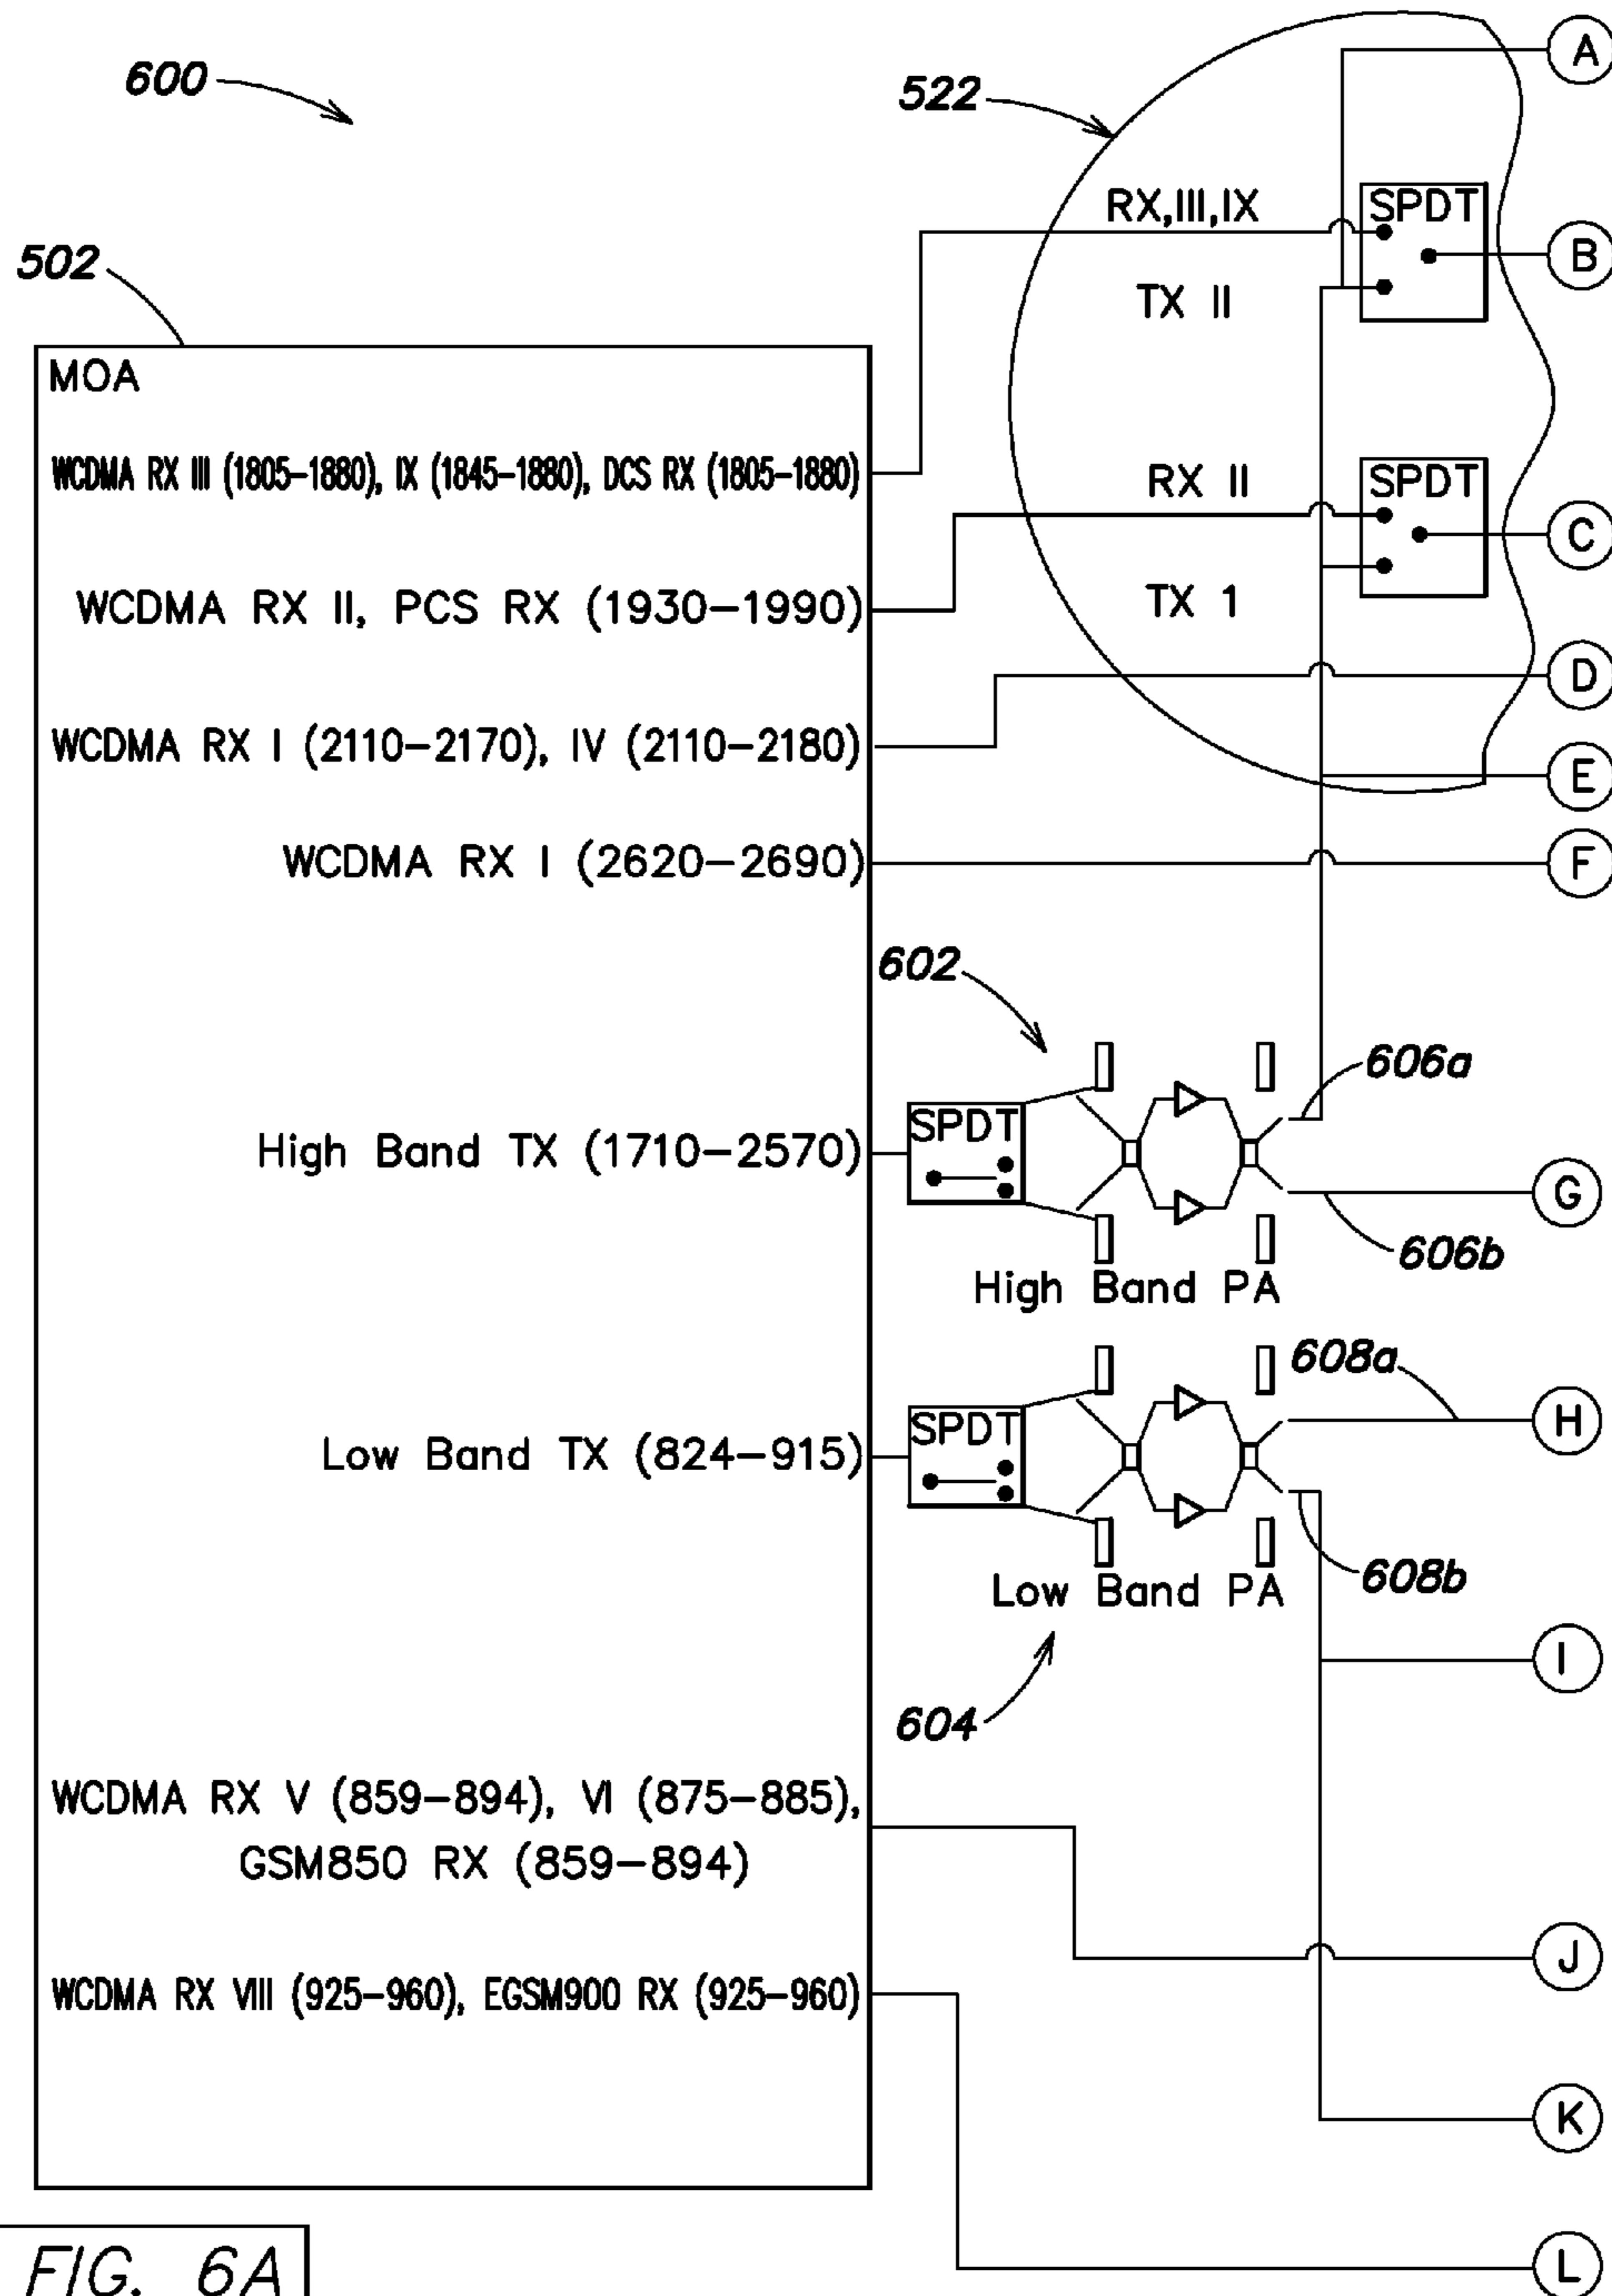 600
522
A
RX,III,IX
SPDT
B
502
TX II
MOA
WCDMA RX III (1805-1880), IX (1845-1880), DCS RX (1805-1880)
RX II
SPDT
C
WCDMA RX II, PCS RX (1930-1990)
TX 1
D
WCDMA RX I (2110-2170), IV (2110-2180)
E
WCDMA RX I (2620-2690)
F
602
606a
High Band TX (1710-2570)
SPDT
G
606b
High Band PA
608a
H
Low Band TX (824-915)
SPDT
608b
Low Band PA
I
604
WCDMA RX V (859-894), VI (875-885),
GSM850 RX (859-894)
J
WCDMA RX VIII (925-960), EGSM900 RX (925-960)
K
L
FIG. 6A